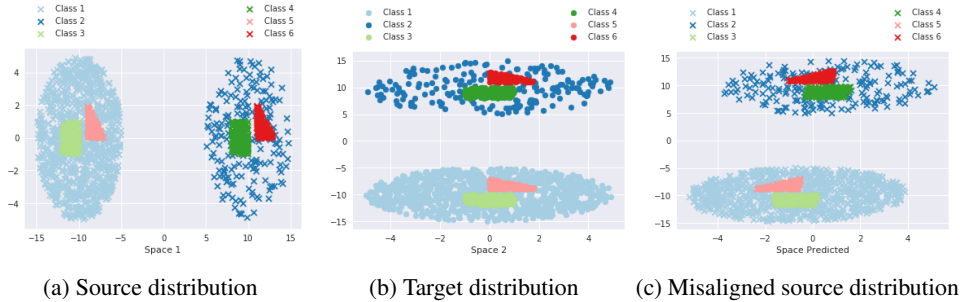 Class 1
Class 2
Class 3
Class 4
Class 5
Class 6
4
2
0
−2
−4
−15
−10
−5
0
5
10
15
Space 1
(a) Source distribution
Class 1
Class 2
Class 3
Class 4
Class 5
Class 6
15
10
5
0
−5
−10
−15
−4
−2
0
2
4
Space 2
(b) Target distribution
Class 1
Class 2
Class 3
Class 4
Class 5
Class 6
15
10
5
0
−5
−10
−15
−4
−2
0
2
4
Space Predicted
(c) Misaligned source distribution